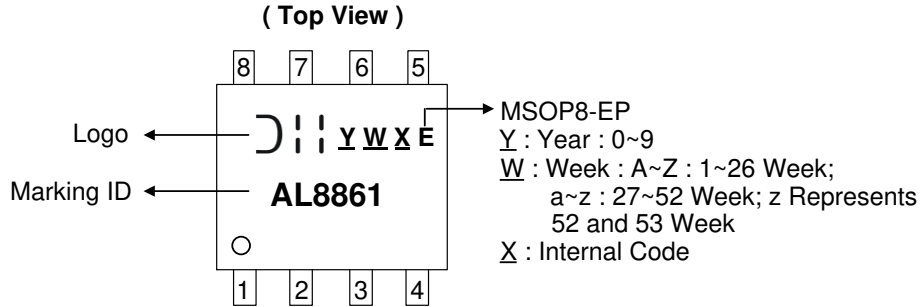 ( Top View )
8 7 6 5
Logo
Y W X E
MSOP8-EP
Y : Year : 0~9
W : Week : A~Z : 1~26 Week;
a~z : 27~52 Week; z Represents
52 and 53 Week
X : Internal Code
Marking ID
AL8861
1 2 3 4